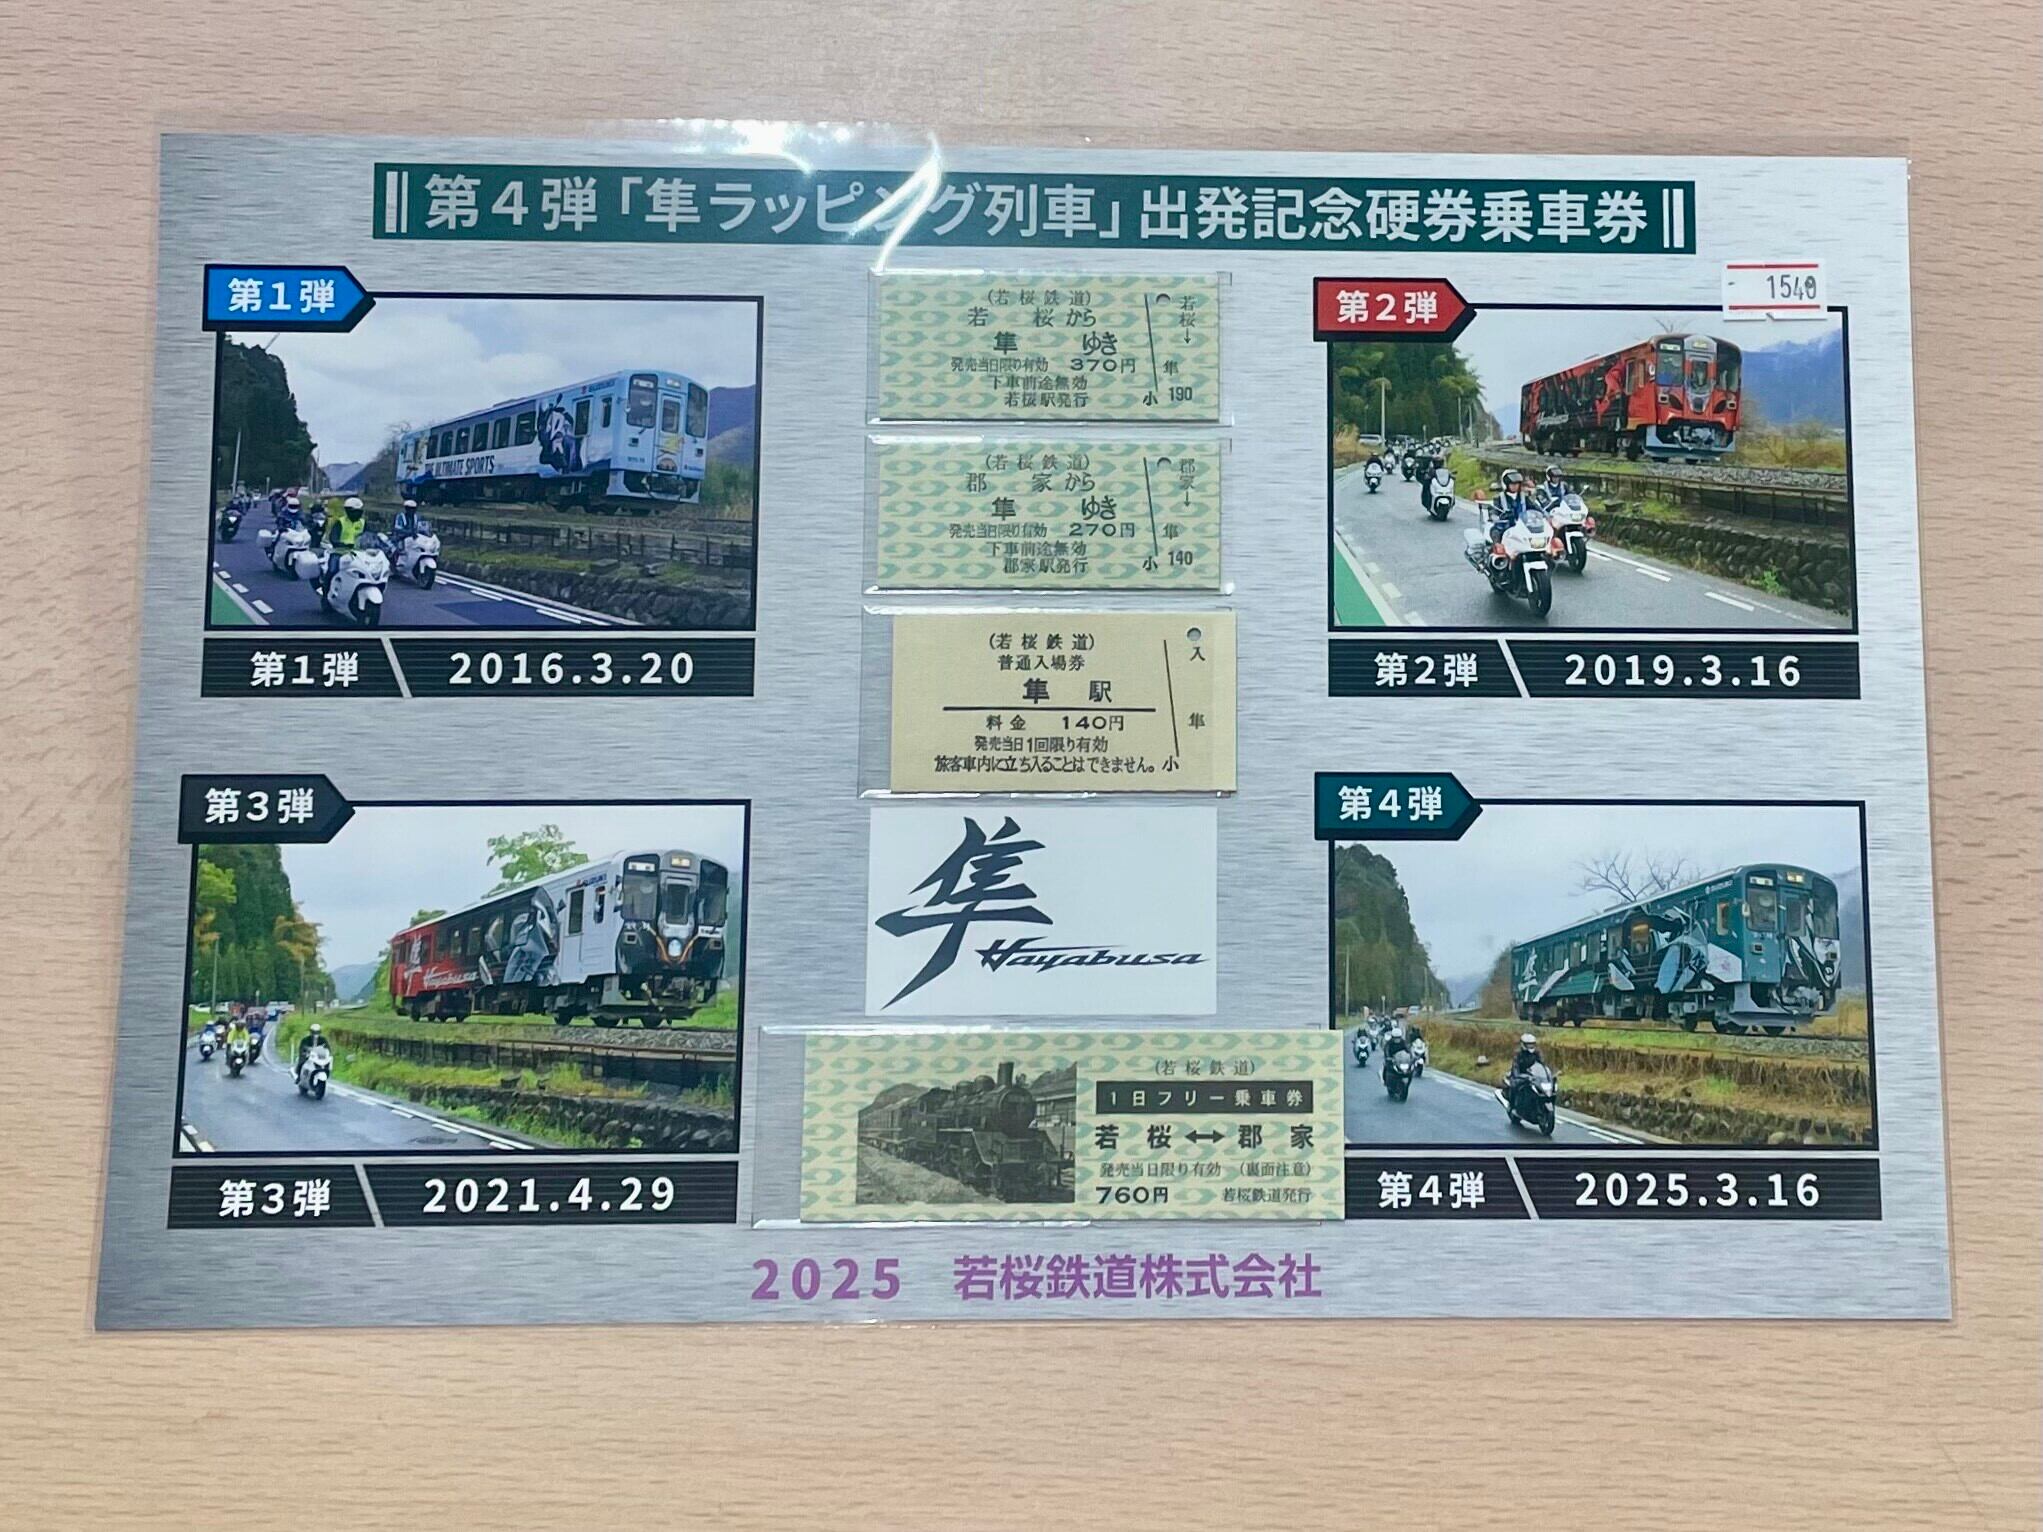 第4弾「隼ラッピング列車」出発記念硬券乗車券
第1弾
SUZUKI
THE ULTIMATE SPORTS
第1弾 2016.3.20
(若桜鉄道)
若桜から
隼ゆき
発売当日限り有効 370円
下車前途無効
若桜駅発行
若桜→隼
小 190
(若桜鉄道)
郡家から
隼ゆき
発売当日限り有効 270円
下車前途無効
郡家駅発行
郡家→隼
小 140
(若桜鉄道)
普通入場券
隼駅
料金 140円
発売当日1回限り有効
旅客車内に立ち入ることはできません。
入 隼
小
第2弾
1540
第2弾 2019.3.16
第3弾
SUZUKI
隼
Hayabusa
第3弾 2021.4.29
隼
Hayabusa
第4弾
SUZUKI
隼
第4弾 2025.3.16
(若桜鉄道)
1日フリー乗車券
若桜↔郡家
発売当日限り有効 (裏面注意)
760円 若桜鉄道発行
2025 若桜鉄道株式会社